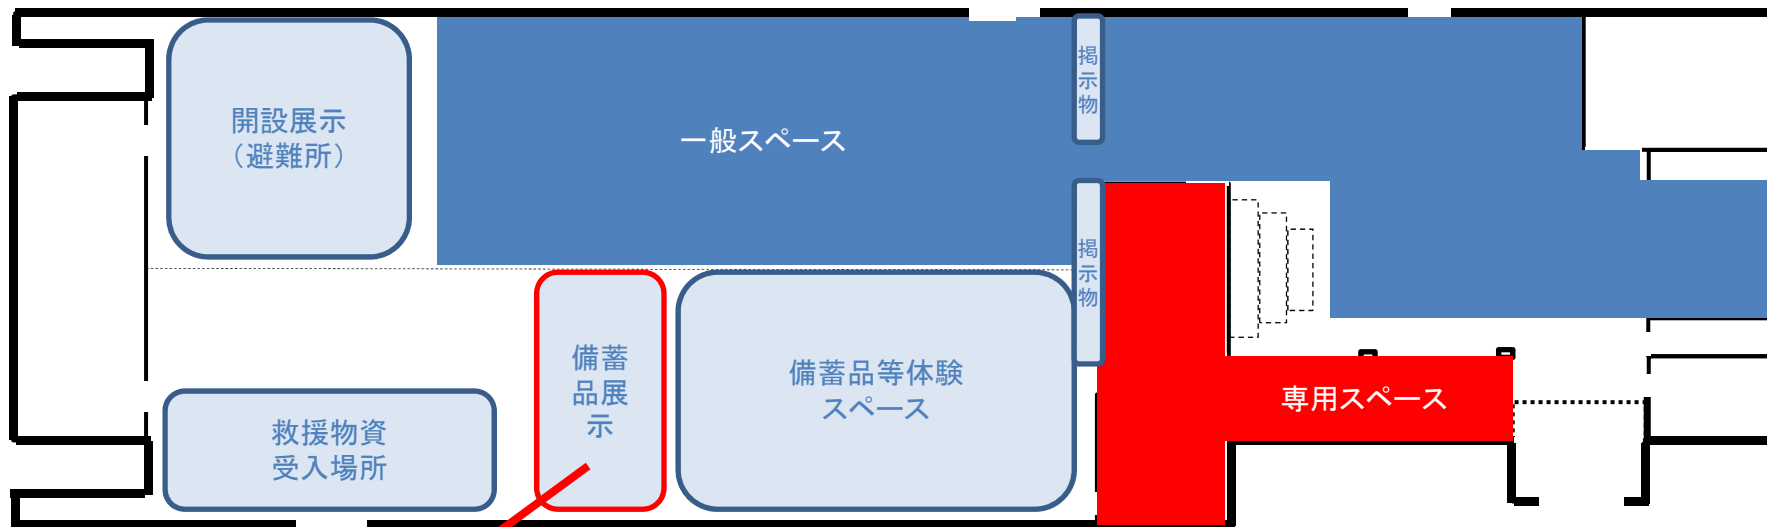 開設展示
（避難所）
一般スペース
掲示物
掲示物
備蓄
品展
示
備蓄品等体験
スペース
専用スペース
救援物資
受入場所